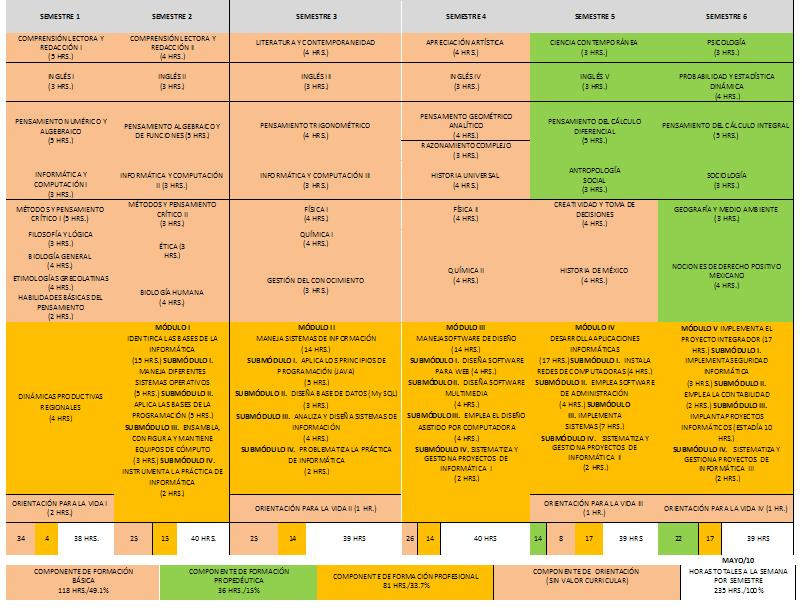 SEMESTRE 1 SEMESTRE 2 SEMESTRE 3 SEMESTRE 4 SEMESTRE 5 SEMESTRE 6
COMPRENSIÓN LECTORA Y
REDACCIÓN I
(5 HRS.)
COMPRENSIÓN LECTORA Y
REDACCIÓN II
(4 HRS.)
LITERATURA Y CONTEMPORANEIDAD
(4 HRS.)
APRECIACIÓN ARTÍSTICA
(4 HRS.)
CIENCIA CONTEMPORÁNEA
(3 HRS.)
PSICOLOGÍA
(3 HRS.)
INGLÉS I
(3 HRS.)
INGLÉS II
(3 HRS.)
INGLÉS III
(3 HRS.)
INGLÉS IV
(3 HRS.)
INGLÉS V
(3 HRS.)
PROBABILIDAD Y ESTADÍSTICA
DINÁMICA
(4 HRS.)
PENSAMIENTO NUMÉRICO Y
ALGEBRAICO
(5 HRS.)
PENSAMIENTO ALGEBRAICO Y
DE FUNCIONES (5 HRS.)
PENSAMIENTO TRIGONOMÉTRICO
(4 HRS.)
PENSAMIENTO GEOMÉTRICO
ANALÍTICO
(4 HRS.)
RAZONAMIENTO COMPLEJO
(3 HRS.)
PENSAMIENTO DEL CÁLCULO
DIFERENCIAL
(5 HRS.)
PENSAMIENTO DEL CÁLCULO INTEGRAL
(5 HRS.)
INFORMÁTICA Y
COMPUTACIÓN I
(3 HRS.)
INFORMÁTICA Y COMPUTACIÓN
II (3 HRS.)
INFORMÁTICA Y COMPUTACIÓN III
(3 HRS.)
HISTORIA UNIVERSAL
(4 HRS.)
ANTROPOLOGÍA
SOCIAL
(3 HRS.)
SOCIOLOGÍA
(3 HRS.)
MÉTODOS Y PENSAMIENTO
CRÍTICO I (5 HRS.)
FILOSOFÍA Y LÓGICA
(3 HRS.)
BIOLOGÍA GENERAL
(4 HRS.)
ETIMOLOGÍAS GRECOLATINAS
(4 HRS.)
HABILIDADES BÁSICAS DEL
PENSAMIENTO
(2 HRS.)
MÉTODOS Y PENSAMIENTO
CRÍTICO II
(3 HRS.)
ÉTICA (3
HRS.)
BIOLOGÍA HUMANA
(4 HRS.)
FÍSICA I
(4 HRS.)
QUÍMICA I
(4 HRS.)
GESTIÓN DEL CONOCIMIENTO
(3 HRS.)
FÍSICA II
(4 HRS.)
QUÍMICA II
(4 HRS.)
CREATIVIDAD Y TOMA DE
DECISIONES
(4 HRS.)
HISTORIA DE MÉXICO
(4 HRS.)
GEOGRAFÍA Y MEDIO AMBIENTE
(3 HRS.)
NOCIONES DE DERECHO POSITIVO
MEXICANO
(4 HRS.)
DINÁMICAS PRODUCTIVAS
REGIONALES
(4 HRS)
MÓDULO I
IDENTIFICA LAS BASES DE LA
INFORMÁTICA
(15 HRS.) SUBMÓDULO I.
MANEJA DIFERENTES
SISTEMAS OPERATIVOS
(5 HRS.) SUBMÓDULO II.
APLICA LAS BASES DE LA
PROGRAMACIÓN (5 HRS.)
SUBMÓDULO III. ENSAMBLA,
CONFIGURA Y MANTIENE
EQUIPOS DE CÓMPUTO
(3 HRS.) SUBMÓDULO IV.
INSTRUMENTA LA PRÁCTICA DE
INFORMÁTICA
(2 HRS.)
MÓDULO II
MANEJA SISTEMAS DE INFORMACIÓN
(14 HRS.)
SUBMÓDULO I. APLICA LOS PRINCIPIOS DE
PROGRAMACIÓN (JAVA)
(5 HRS.)
SUBMÓDULO II. DISEÑA BASE DE DATOS (My SQL)
(3 HRS.)
SUBMÓDULO III. ANALIZA Y DISEÑA SISTEMAS DE
INFORMACIÓN
(4 HRS.)
SUBMÓDULO IV. PROBLEMATIZA LA PRÁCTICA
DE INFORMÁTICA
(2 HRS.)
MÓDULO III
MANEJA SOFTWARE DE DISEÑO
(14 HRS.)
SUBMÓDULO I. DISEÑA SOFTWARE
PARA WEB (4 HRS.)
SUBMÓDULO II. DISEÑA SOFTWARE
MULTIMEDIA
(4 HRS.)
SUBMÓDULO III. EMPLEA EL DISEÑO
ASISTIDO POR COMPUTADORA
(4 HRS.)
SUBMÓDULO IV. SISTEMATIZA Y
GESTIONA PROYECTOS DE
INFORMÁTICA I
(2 HRS.)
MÓDULO IV
DESARROLLA APLICACIONES
INFORMÁTICAS
(17 HRS.) SUBMÓDULO I. INSTALA
REDES DE COMPUTADORAS (4 HRS.)
SUBMÓDULO II. EMPLEA SOFTWARE
DE ADMINISTRACIÓN
(4 HRS.) SUBMÓDULO
III. IMPLEMENTA
SISTEMAS (7 HRS.)
SUBMÓDULO IV. SISTEMATIZA Y
GESTIONA PROYECTOS DE
INFORMÁTICA II
(2 HRS.)
MÓDULO V IMPLEMENTA EL
PROYECTO INTEGRADOR (17
HRS.) SUBMÓDULO I.
IMPLEMENTA SEGURIDAD
INFORMÁTICA
(3 HRS.) SUBMÓDULO II.
EMPLEA LA CONTABILIDAD
(2 HRS.) SUBMÓDULO III.
IMPLANTA PROYECTOS
INFORMÁTICOS (ESTADÍA 10
HRS.)
SUBMÓDULO IV. SISTEMATIZA Y
GESTIONA PROYECTOS DE
INFORMÁTICA III
(2 HRS.)
ORIENTACIÓN PARA LA VIDA I
(2 HRS.)
ORIENTACIÓN PARA LA VIDA II (1 HR.)
ORIENTACIÓN PARA LA VIDA III
(1 HR.)
ORIENTACIÓN PARA LA VIDA IV (1 HR.)
34 4 38 HRS. 25 15 40 HRS. 25 14 39 HRS 26 14 40 HRS 14 8 17 39 HRS 22 17 39 HRS
MAYO/10
COMPONENTE DE FORMACIÓN
BÁSICA
118 HRS/49.1%
COMPONENTE DE FORMACIÓN
PROPEDÉUTICA
36 HRS/15%
COMPONENTE DE FORMACIÓN PROFESIONAL
81 HRS/33.7%
COMPONENTE DE ORIENTACIÓN
(SIN VALOR CURRICULAR)
HORAS TOTALES A LA SEMANA
POR SEMESTRE
235 HRS./100%